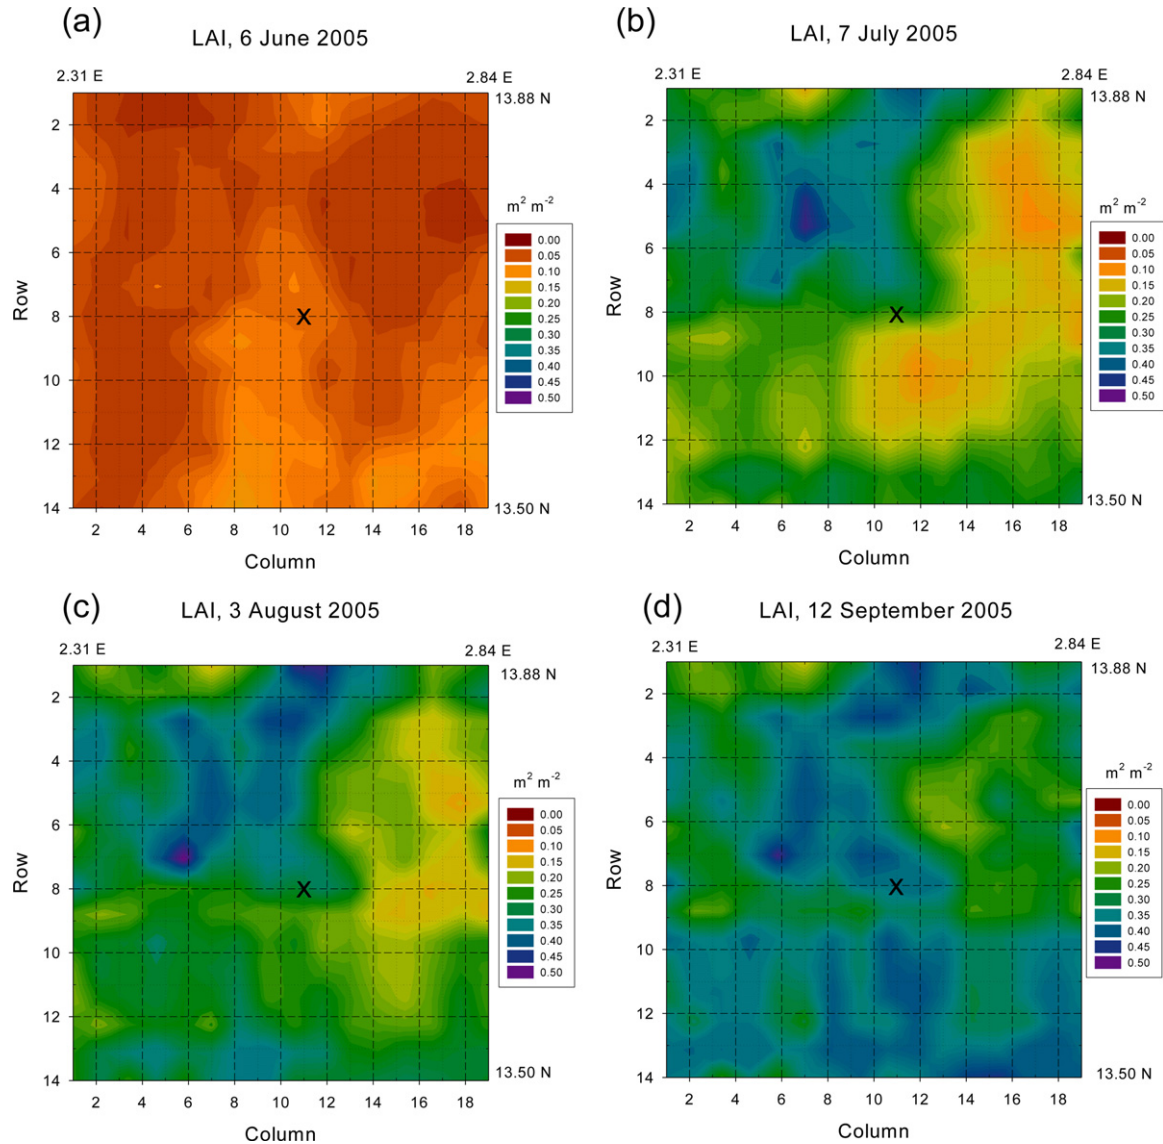 (a)
LAI, 6 June 2005
2.31 E
2.84 E
13.88 N
2
4
6
8
10
12
14
Row
X
m² m⁻²
0.00
0.05
0.10
0.15
0.20
0.25
0.30
0.35
0.40
0.45
0.50
13.50 N
2 4 6 8 10 12 14 16 18
Column
(b)
LAI, 7 July 2005
2.31 E
2.84 E
13.88 N
2
4
6
8
10
12
14
Row
X
m² m⁻²
0.00
0.05
0.10
0.15
0.20
0.25
0.30
0.35
0.40
0.45
0.50
13.50 N
2 4 6 8 10 12 14 16 18
Column
(c)
LAI, 3 August 2005
2.31 E
2.84 E
13.88 N
2
4
6
8
10
12
14
Row
X
m² m⁻²
0.00
0.05
0.10
0.15
0.20
0.25
0.30
0.35
0.40
0.45
0.50
13.50 N
2 4 6 8 10 12 14 16 18
Column
(d)
LAI, 12 September 2005
2.31 E
2.84 E
13.88 N
2
4
6
8
10
12
14
Row
X
m² m⁻²
0.00
0.05
0.10
0.15
0.20
0.25
0.30
0.35
0.40
0.45
0.50
13.50 N
2 4 6 8 10 12 14 16 18
Column